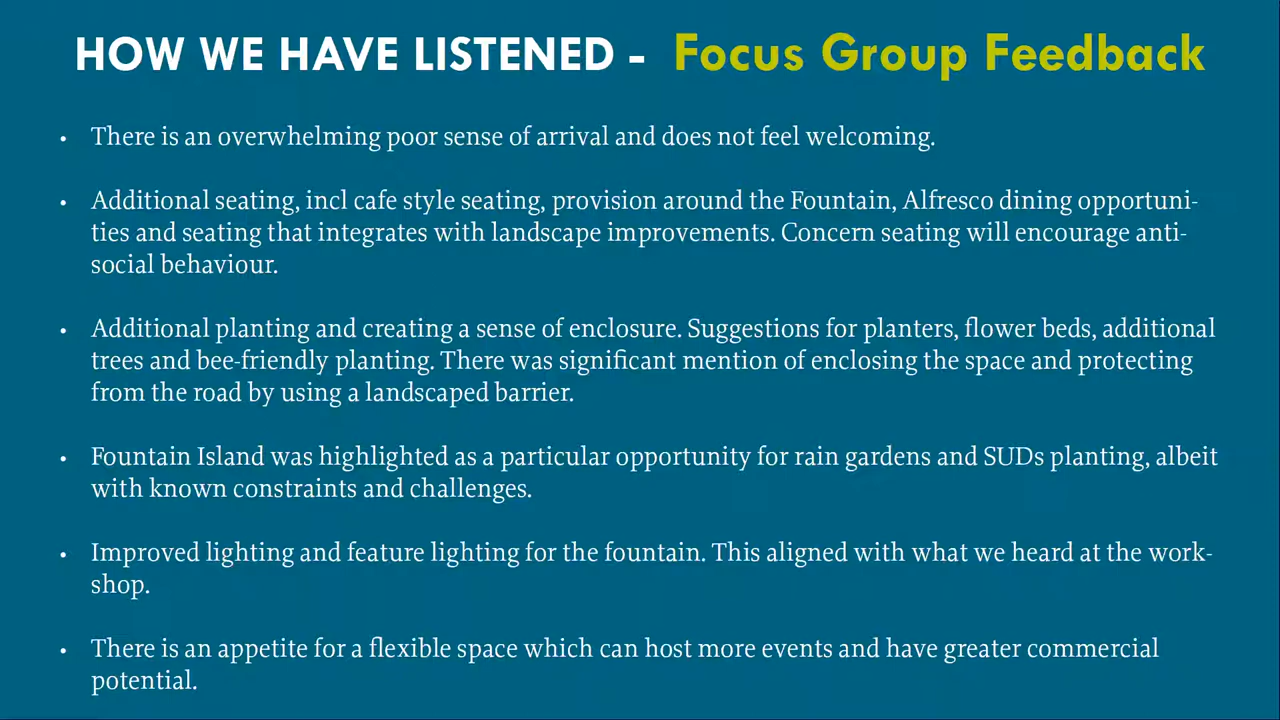 HOW WE HAVE LISTENED - Focus Group Feedback
• There is an overwhelming poor sense of arrival and does not feel welcoming.
• Additional seating, incl cafe style seating, provision around the Fountain, Alfresco dining opportuni-
ties and seating that integrates with landscape improvements. Concern seating will encourage anti-
social behaviour.
• Additional planting and creating a sense of enclosure. Suggestions for planters, flower beds, additional
trees and bee-friendly planting. There was significant mention of enclosing the space and protecting
from the road by using a landscaped barrier.
• Fountain Island was highlighted as a particular opportunity for rain gardens and SUDs planting, albeit
with known constraints and challenges.
• Improved lighting and feature lighting for the fountain. This aligned with what we heard at the work-
shop.
• There is an appetite for a flexible space which can host more events and have greater commercial
potential.